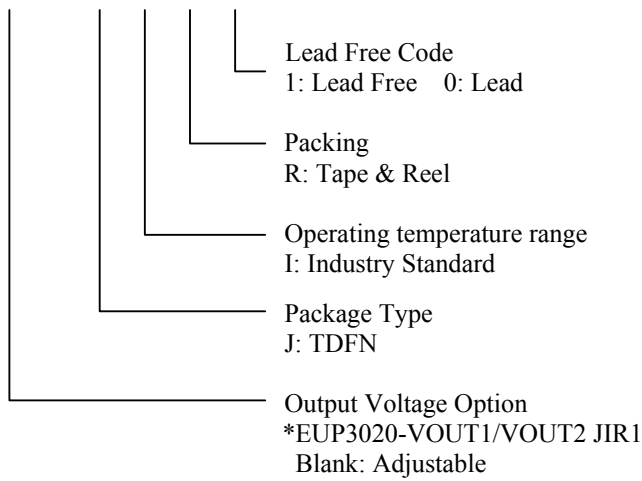 Lead Free Code
1: Lead Free 0: Lead
Packing
R: Tape & Reel
Operating temperature range
I: Industry Standard
Package Type
J: TDFN
Output Voltage Option
*EUP3020-VOUT1/VOUT2 JIR1
Blank: Adjustable